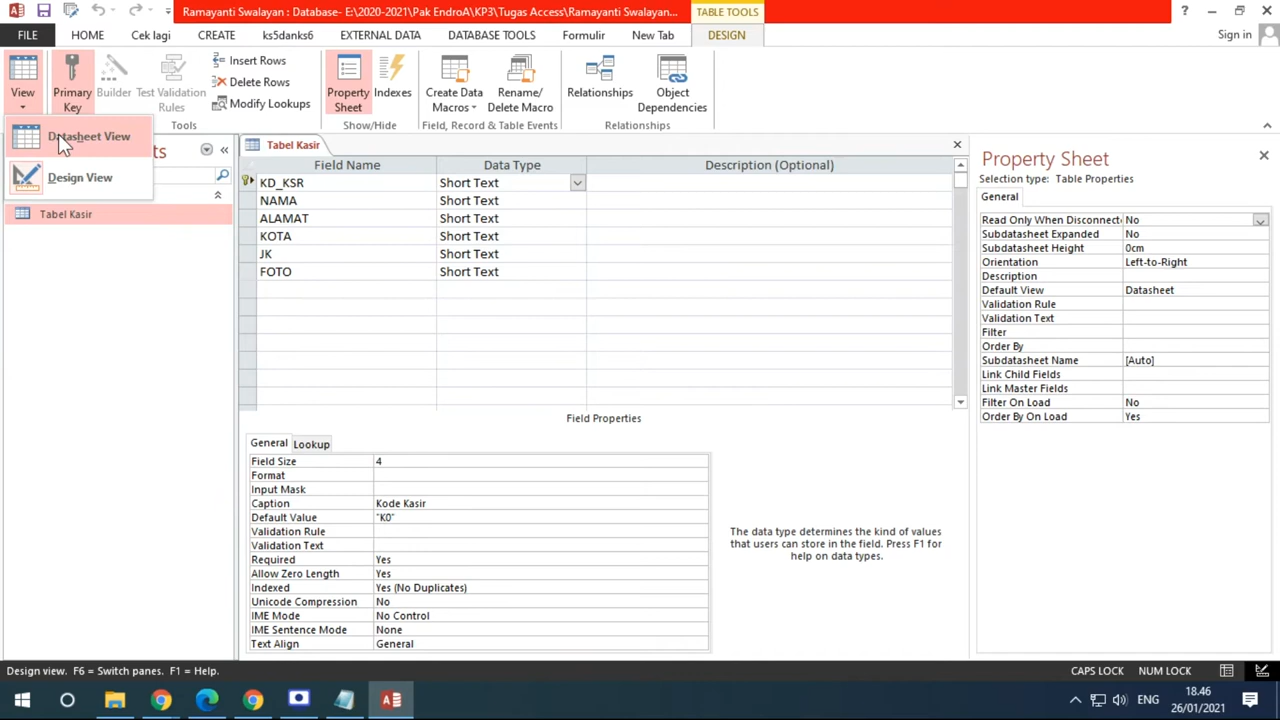 Ramayanti Swalayan : Database- E:\2020-2021\Pak EndroA\KP3\Tugas Access\Ramayanti Swalayan...
TABLE TOOLS
?
Sign in
FILE
HOME
Cek lagi
CREATE
ks5danks6
EXTERNAL DATA
DATABASE TOOLS
Formulir
New Tab
DESIGN
View
Primary Key
Builder
Test Validation Rules
Insert Rows
Delete Rows
Modify Lookups
Property Sheet
Indexes
Create Data Macros
Rename/ Delete Macro
Relationships
Object Dependencies
Tools
Show/Hide
Field, Record & Table Events
Relationships
Datasheet View
Design View
Tabel Kasir
Tabel Kasir
Field Name Data Type Description (Optional)
KD_KSR Short Text
NAMA Short Text
ALAMAT Short Text
KOTA Short Text
JK Short Text
FOTO Short Text
Field Properties
General Lookup
Field Size 4
Format
Input Mask
Caption Kode Kasir
Default Value "K0"
Validation Rule
Validation Text
Required Yes
Allow Zero Length Yes
Indexed Yes (No Duplicates)
Unicode Compression No
IME Mode No Control
IME Sentence Mode None
Text Align General
The data type determines the kind of values
that users can store in the field. Press F1 for
help on data types.
Property Sheet
Selection type: Table Properties
General
Read Only When Disconnect No
Subdatasheet Expanded No
Subdatasheet Height 0cm
Orientation Left-to-Right
Description
Default View Datasheet
Validation Rule
Validation Text
Filter
Order By
Subdatasheet Name [Auto]
Link Child Fields
Link Master Fields
Filter On Load No
Order By On Load Yes
Design view. F6 = Switch panes. F1 = Help.
CAPS LOCK NUM LOCK
ENG
18.46
26/01/2021